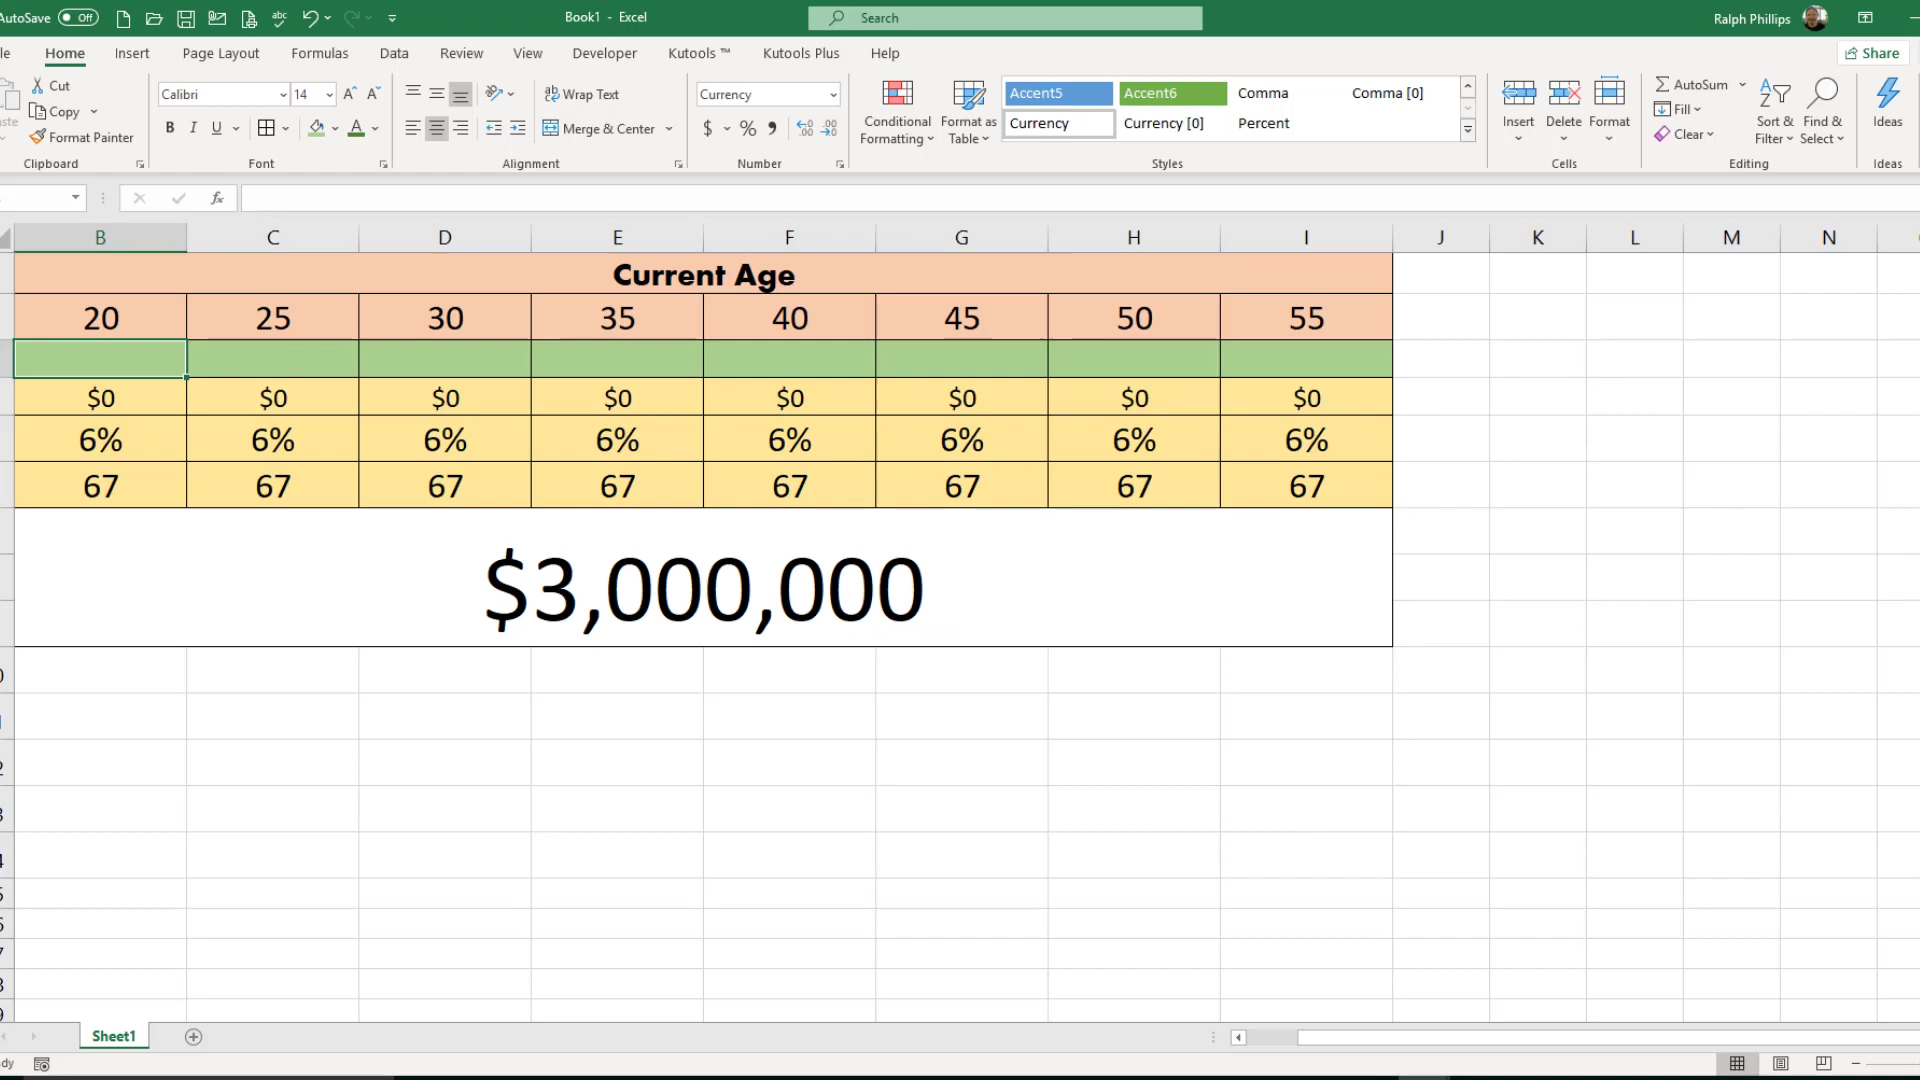 AutoSave Off Book1 - Excel Search Ralph Phillips
Home Insert Page Layout Formulas Data Review View Developer Kutools ™ Kutools Plus Help Share
Cut
Copy
Format Painter
Clipboard
Calibri 14
B I U
Font
Wrap Text
Merge & Center
Alignment
Currency
$ % ,
Number
Conditional Formatting
Format as Table
Accent5 Accent6 Comma Comma [0]
Currency Currency [0] Percent
Styles
Insert Delete Format
Cells
AutoSum
Fill
Clear
Sort & Filter
Find & Select
Editing
Ideas
Ideas
fx
B C D E F G H I J K L M N
Current Age
20 25 30 35 40 45 50 55
$0 $0 $0 $0 $0 $0 $0 $0
6% 6% 6% 6% 6% 6% 6% 6%
67 67 67 67 67 67 67 67
$3,000,000
Sheet1